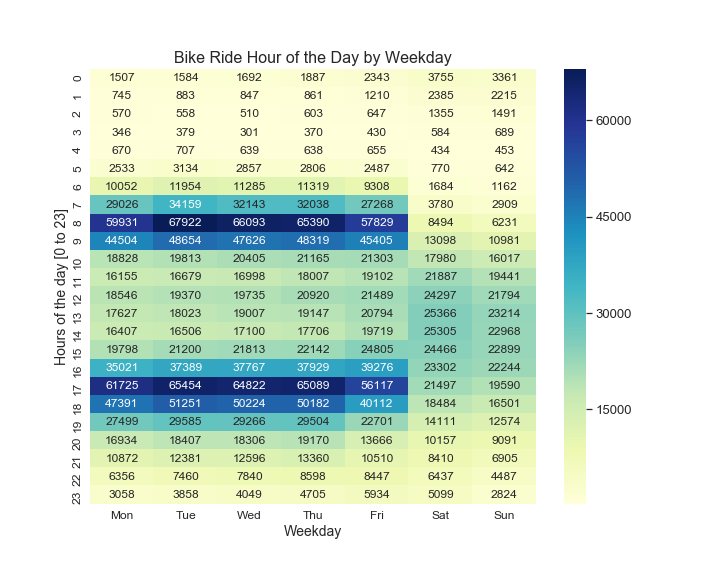 Bike Ride Hour of the Day by Weekday
Hours of the day [0 to 23]
0 1507 1584 1692 1887 2343 3755 3361
1 745 883 847 861 1210 2385 2215
2 570 558 510 603 647 1355 1491
3 346 379 301 370 430 584 689
4 670 707 639 638 655 434 453
5 2533 3134 2857 2806 2487 770 642
6 10052 11954 11285 11319 9308 1684 1162
7 29026 34159 32143 32038 27268 3780 2909
8 59931 67922 66093 65390 57829 8494 6231
9 44504 48654 47626 48319 45405 13098 10981
10 18828 19813 20405 21165 21303 17980 16017
11 16155 16679 16998 18007 19102 21887 19441
12 18546 19370 19735 20920 21489 24297 21794
13 17627 18023 19007 19147 20794 25366 23214
14 16407 16506 17100 17706 19719 25305 22968
15 19798 21200 21813 22142 24805 24466 22899
16 35021 37389 37767 37929 39276 23302 22244
17 61725 65454 64822 65089 56117 21497 19590
18 47391 51251 50224 50182 40112 18484 16501
19 27499 29585 29266 29504 22701 14111 12574
20 16934 18407 18306 19170 13666 10157 9091
21 10872 12381 12596 13360 10510 8410 6905
22 6356 7460 7840 8598 8447 6437 4487
23 3058 3858 4049 4705 5934 5099 2824
Mon Tue Wed Thu Fri Sat Sun
Weekday
60000
45000
30000
15000